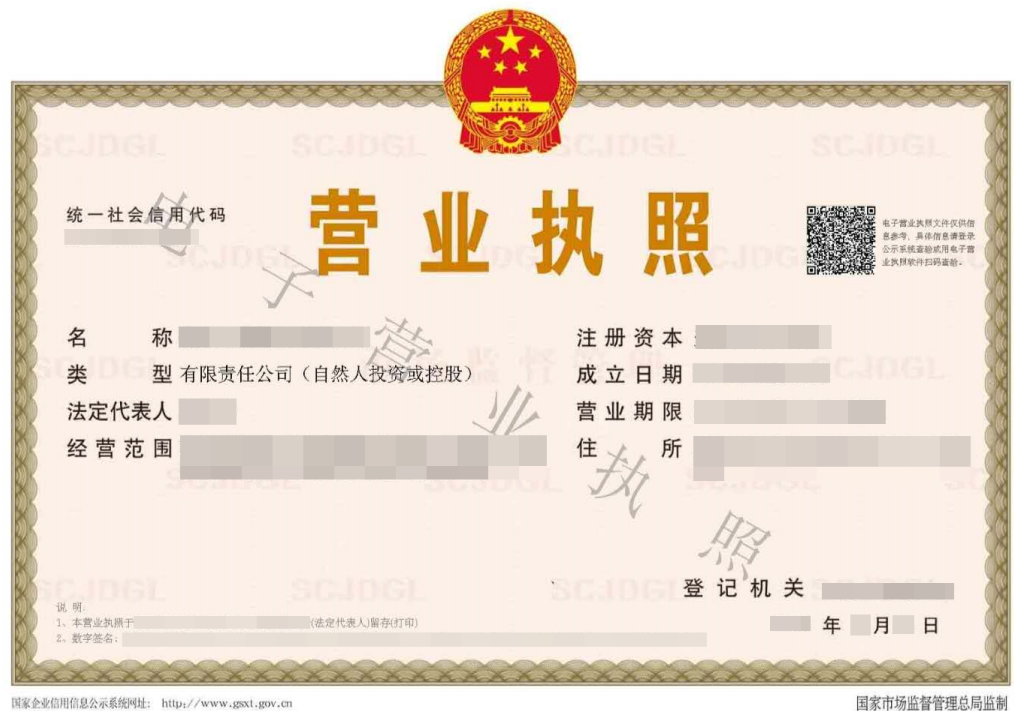 统一社会信用代码
营业执照
电子营业执照文件仅供信
息参考，具体信息请登录
公示系统查验或用电子营
业执照软件扫码查验。
电子营业执照
名称
注册资本
类型 有限责任公司（自然人投资或控股）
成立日期
法定代表人
营业期限
经营范围
住所
登记机关
年 月 日
说明:
1、本营业执照于 (法定代表人)留存(打印)
2、数字签名:
国家企业信用信息公示系统网址: http://www.gsxt.gov.cn
国家市场监督管理总局监制
SCJDGL